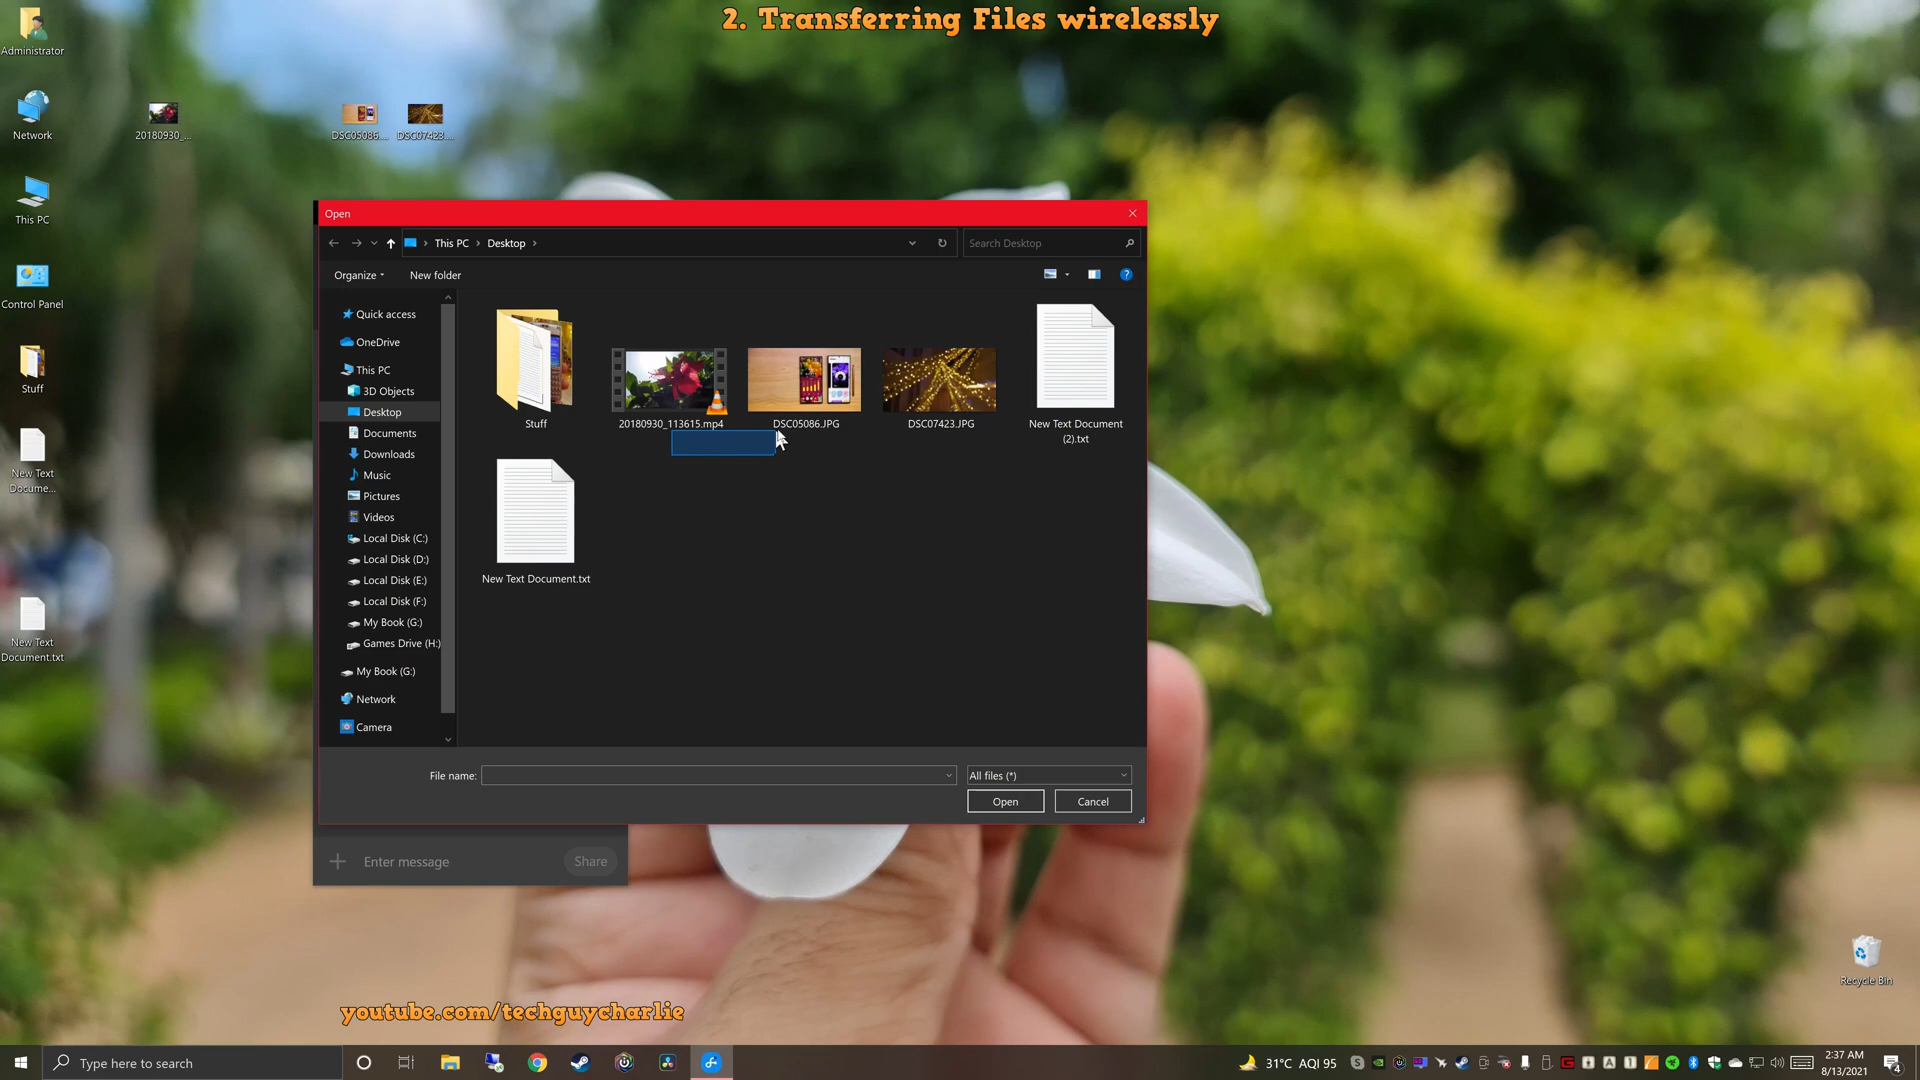 2. Transferring Files wirelessly
Administrator
Network
This PC
Control Panel
Stuff
New Text
Docume...
New Text
Document.txt
20180930_...
DSC05086....
DSC07423....
Open
This PC
Desktop
Search Desktop
Organize
New folder
Quick access
OneDrive
This PC
3D Objects
Desktop
Documents
Downloads
Music
Pictures
Videos
Local Disk (C:)
Local Disk (D:)
Local Disk (E:)
Local Disk (F:)
My Book (G:)
Games Drive (H:)
My Book (G:)
Network
Camera
Stuff
20180930_113615.mp4
DSC05086.JPG
DSC07423.JPG
New Text Document
(2).txt
New Text Document.txt
File name:
All files (*)
Open
Cancel
Enter message
Share
Recycle Bin
youtube.com/techguycharlie
Type here to search
31°C AQI 95
2:37 AM
8/13/2021
4